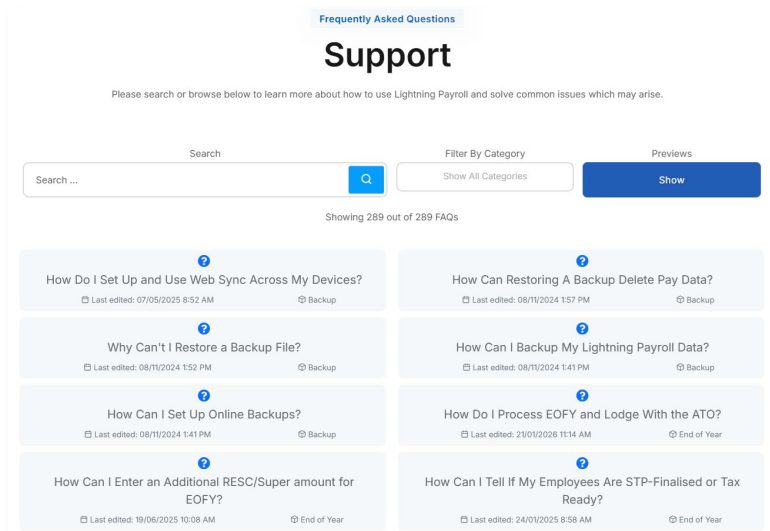 Frequently Asked Questions
Support
Please search or browse below to learn more about how to use Lightning Payroll and solve common issues which may arise.
Search
Filter By Category
Previews
Search ...
Show All Categories
Show
Showing 289 out of 289 FAQs
How Do I Set Up and Use Web Sync Across My Devices?
Last edited: 07/05/2025 8:52 AM
Backup
How Can Restoring A Backup Delete Pay Data?
Last edited: 08/11/2024 1:57 PM
Backup
Why Can't I Restore a Backup File?
Last edited: 08/11/2024 1:52 PM
Backup
How Can I Backup My Lightning Payroll Data?
Last edited: 08/11/2024 1:41 PM
Backup
How Can I Set Up Online Backups?
Last edited: 08/11/2024 1:41 PM
Backup
How Do I Process EOFY and Lodge With the ATO?
Last edited: 21/01/2026 11:14 AM
End of Year
How Can I Enter an Additional RESC/Super amount for
EOFY?
Last edited: 19/06/2025 10:08 AM
End of Year
How Can I Tell If My Employees Are STP-Finalised or Tax
Ready?
Last edited: 24/01/2025 8:58 AM
End of Year